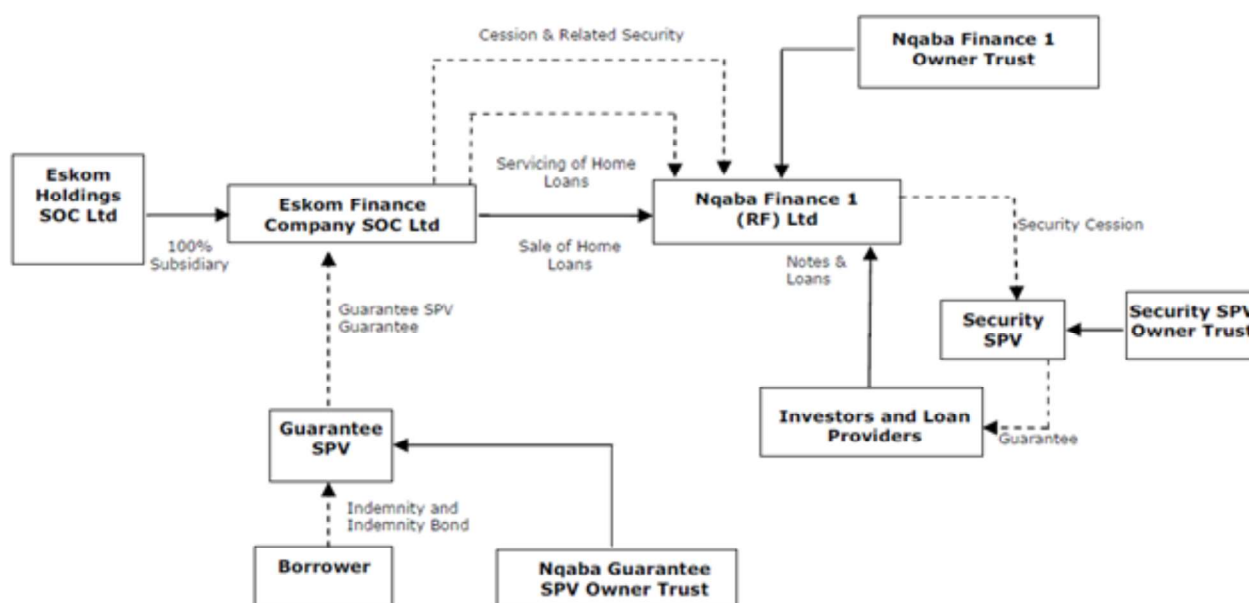 Cession & Related Security
Nqaba Finance 1
Owner Trust
Eskom
Holdings
SOC Ltd
100%
Subsidiary
Eskom Finance
Company SOC Ltd
Servicing of Home
Loans
Sale of Home
Loans
Nqaba Finance 1
(RF) Ltd
Notes &
Loans
Security Cession
Security
SPV
Security SPV
Owner Trust
Guarantee SPV
Guarantee
Investors and Loan
Providers
Guarantee
Guarantee
SPV
Indemnity and
Indemnity Bond
Borrower
Nqaba Guarantee
SPV Owner Trust